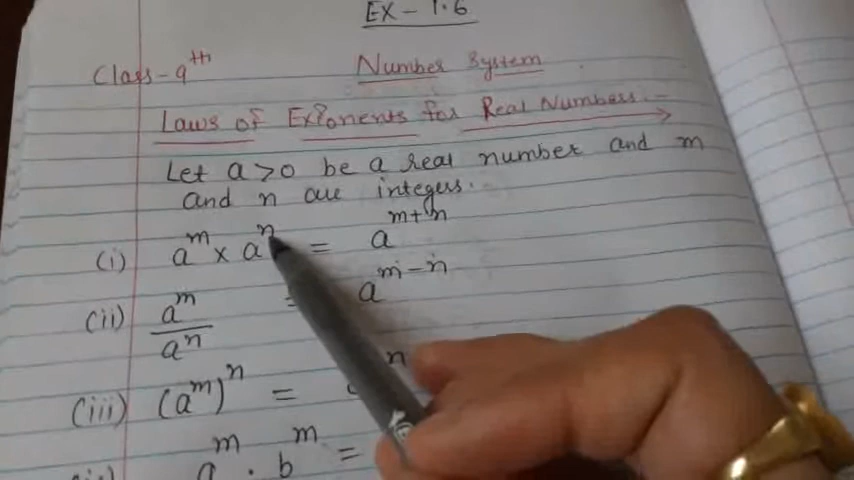 EX - 1.6
Class - 9th
Number System
Laws of Exponents for Real Numbers. -
Let a > 0 be a real number and m
and n are integers.
(i) a^m × a^n = a^(m+n)
(ii) a^m / a^n = a^(m-n)
(iii) (a^m)^n = n
a^m . b^m =